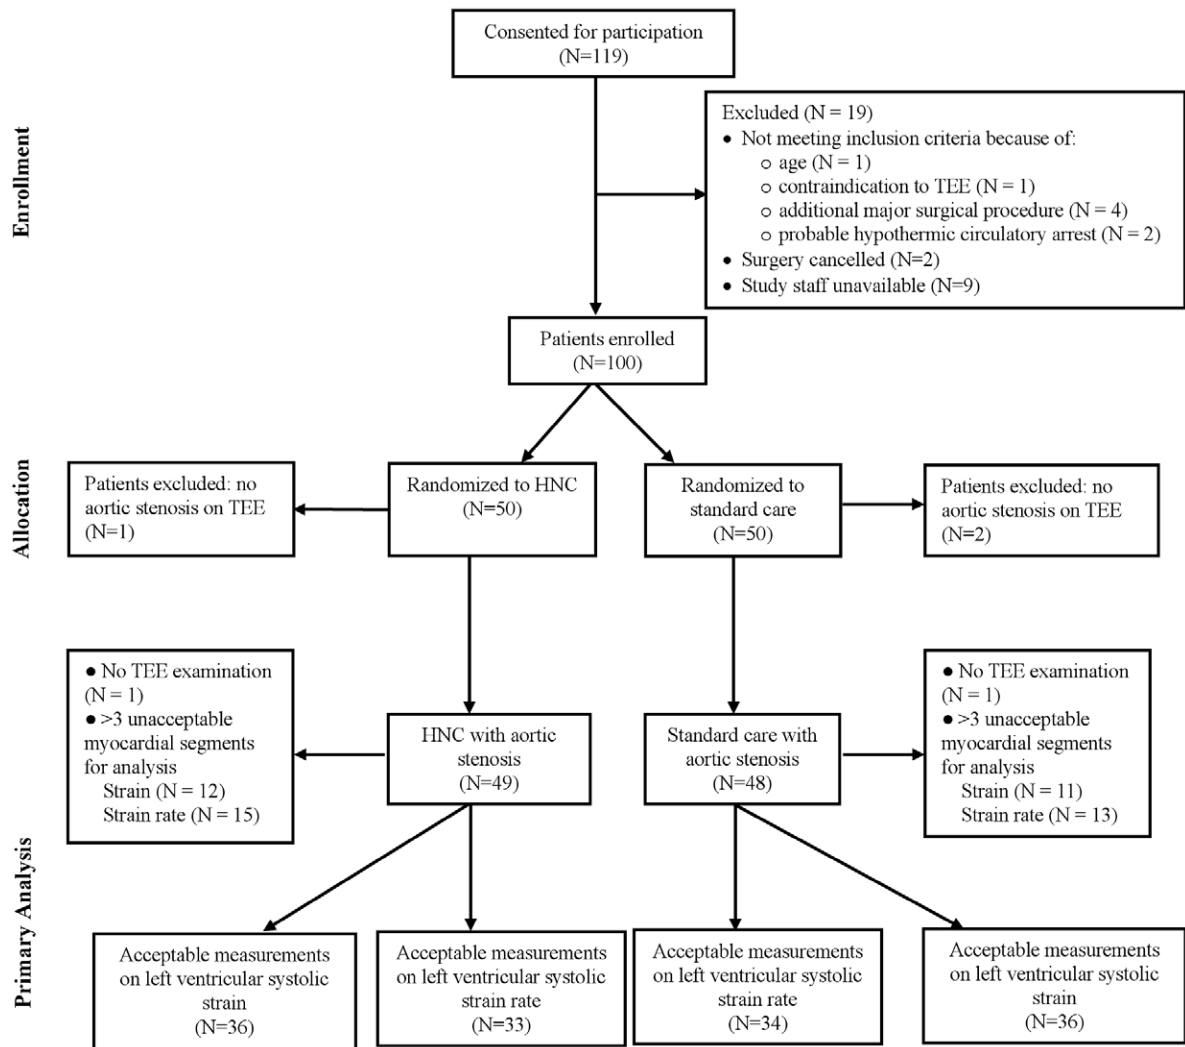 Consented for participation
(N=119)
Enrollment
Excluded (N = 19)
● Not meeting inclusion criteria because of:
o age (N = 1)
o contraindication to TEE (N = 1)
o additional major surgical procedure (N = 4)
o probable hypothermic circulatory arrest (N = 2)
● Surgery cancelled (N=2)
● Study staff unavailable (N=9)
Patients enrolled
(N=100)
Allocation
Patients excluded: no
aortic stenosis on TEE
(N=1)
Randomized to HNC
(N=50)
Randomized to
standard care
(N=50)
Patients excluded: no
aortic stenosis on TEE
(N=2)
● No TEE examination
(N = 1)
● >3 unacceptable
myocardial segments
for analysis
Strain (N = 12)
Strain rate (N = 15)
HNC with aortic
stenosis
(N=49)
Standard care with
aortic stenosis
(N=48)
● No TEE examination
(N = 1)
● >3 unacceptable
myocardial segments
for analysis
Strain (N = 11)
Strain rate (N = 13)
Primary Analysis
Acceptable measurements
on left ventricular systolic
strain
(N=36)
Acceptable measurements
on left ventricular systolic
strain rate
(N=33)
Acceptable measurements
on left ventricular systolic
strain rate
(N=34)
Acceptable measurements
on left ventricular systolic
strain
(N=36)